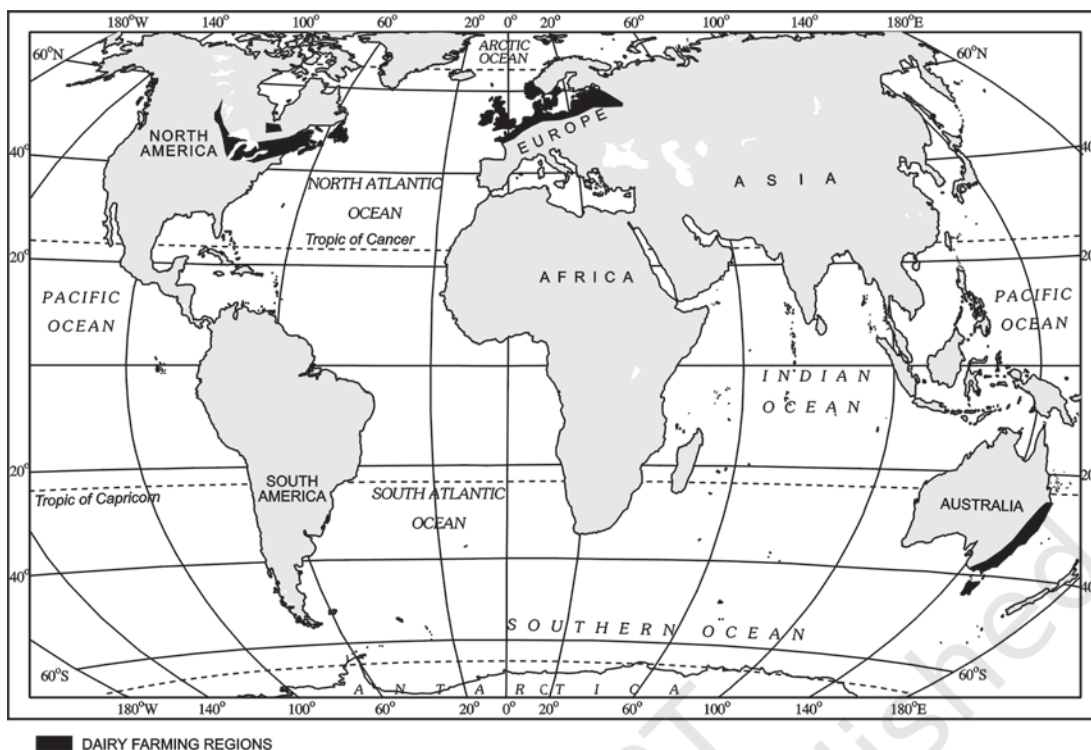 180°W 140° 100° 60° 20° 0° 20° 60° 100° 140° 180°E
60°N
ARCTIC
OCEAN
60°N
NORTH
AMERICA
EUROPE
ASIA
40°
40
NORTH ATLANTIC
OCEAN
Tropic of Cancer
20°
20°
AFRICA
PACIFIC
OCEAN
PACIFIC
OCEAN
INDIAN
OCEAN
20°
20°
Tropic of Capricorn
SOUTH
AMERICA
SOUTH ATLANTIC
OCEAN
AUSTRALIA
40°
40
SOUTHERN OCEAN
60°S
60°S
ANTARCTICA
180°W 140° 100° 60° 20° 0° 20° 60° 100° 140° 180°E
DAIRY FARMING REGIONS